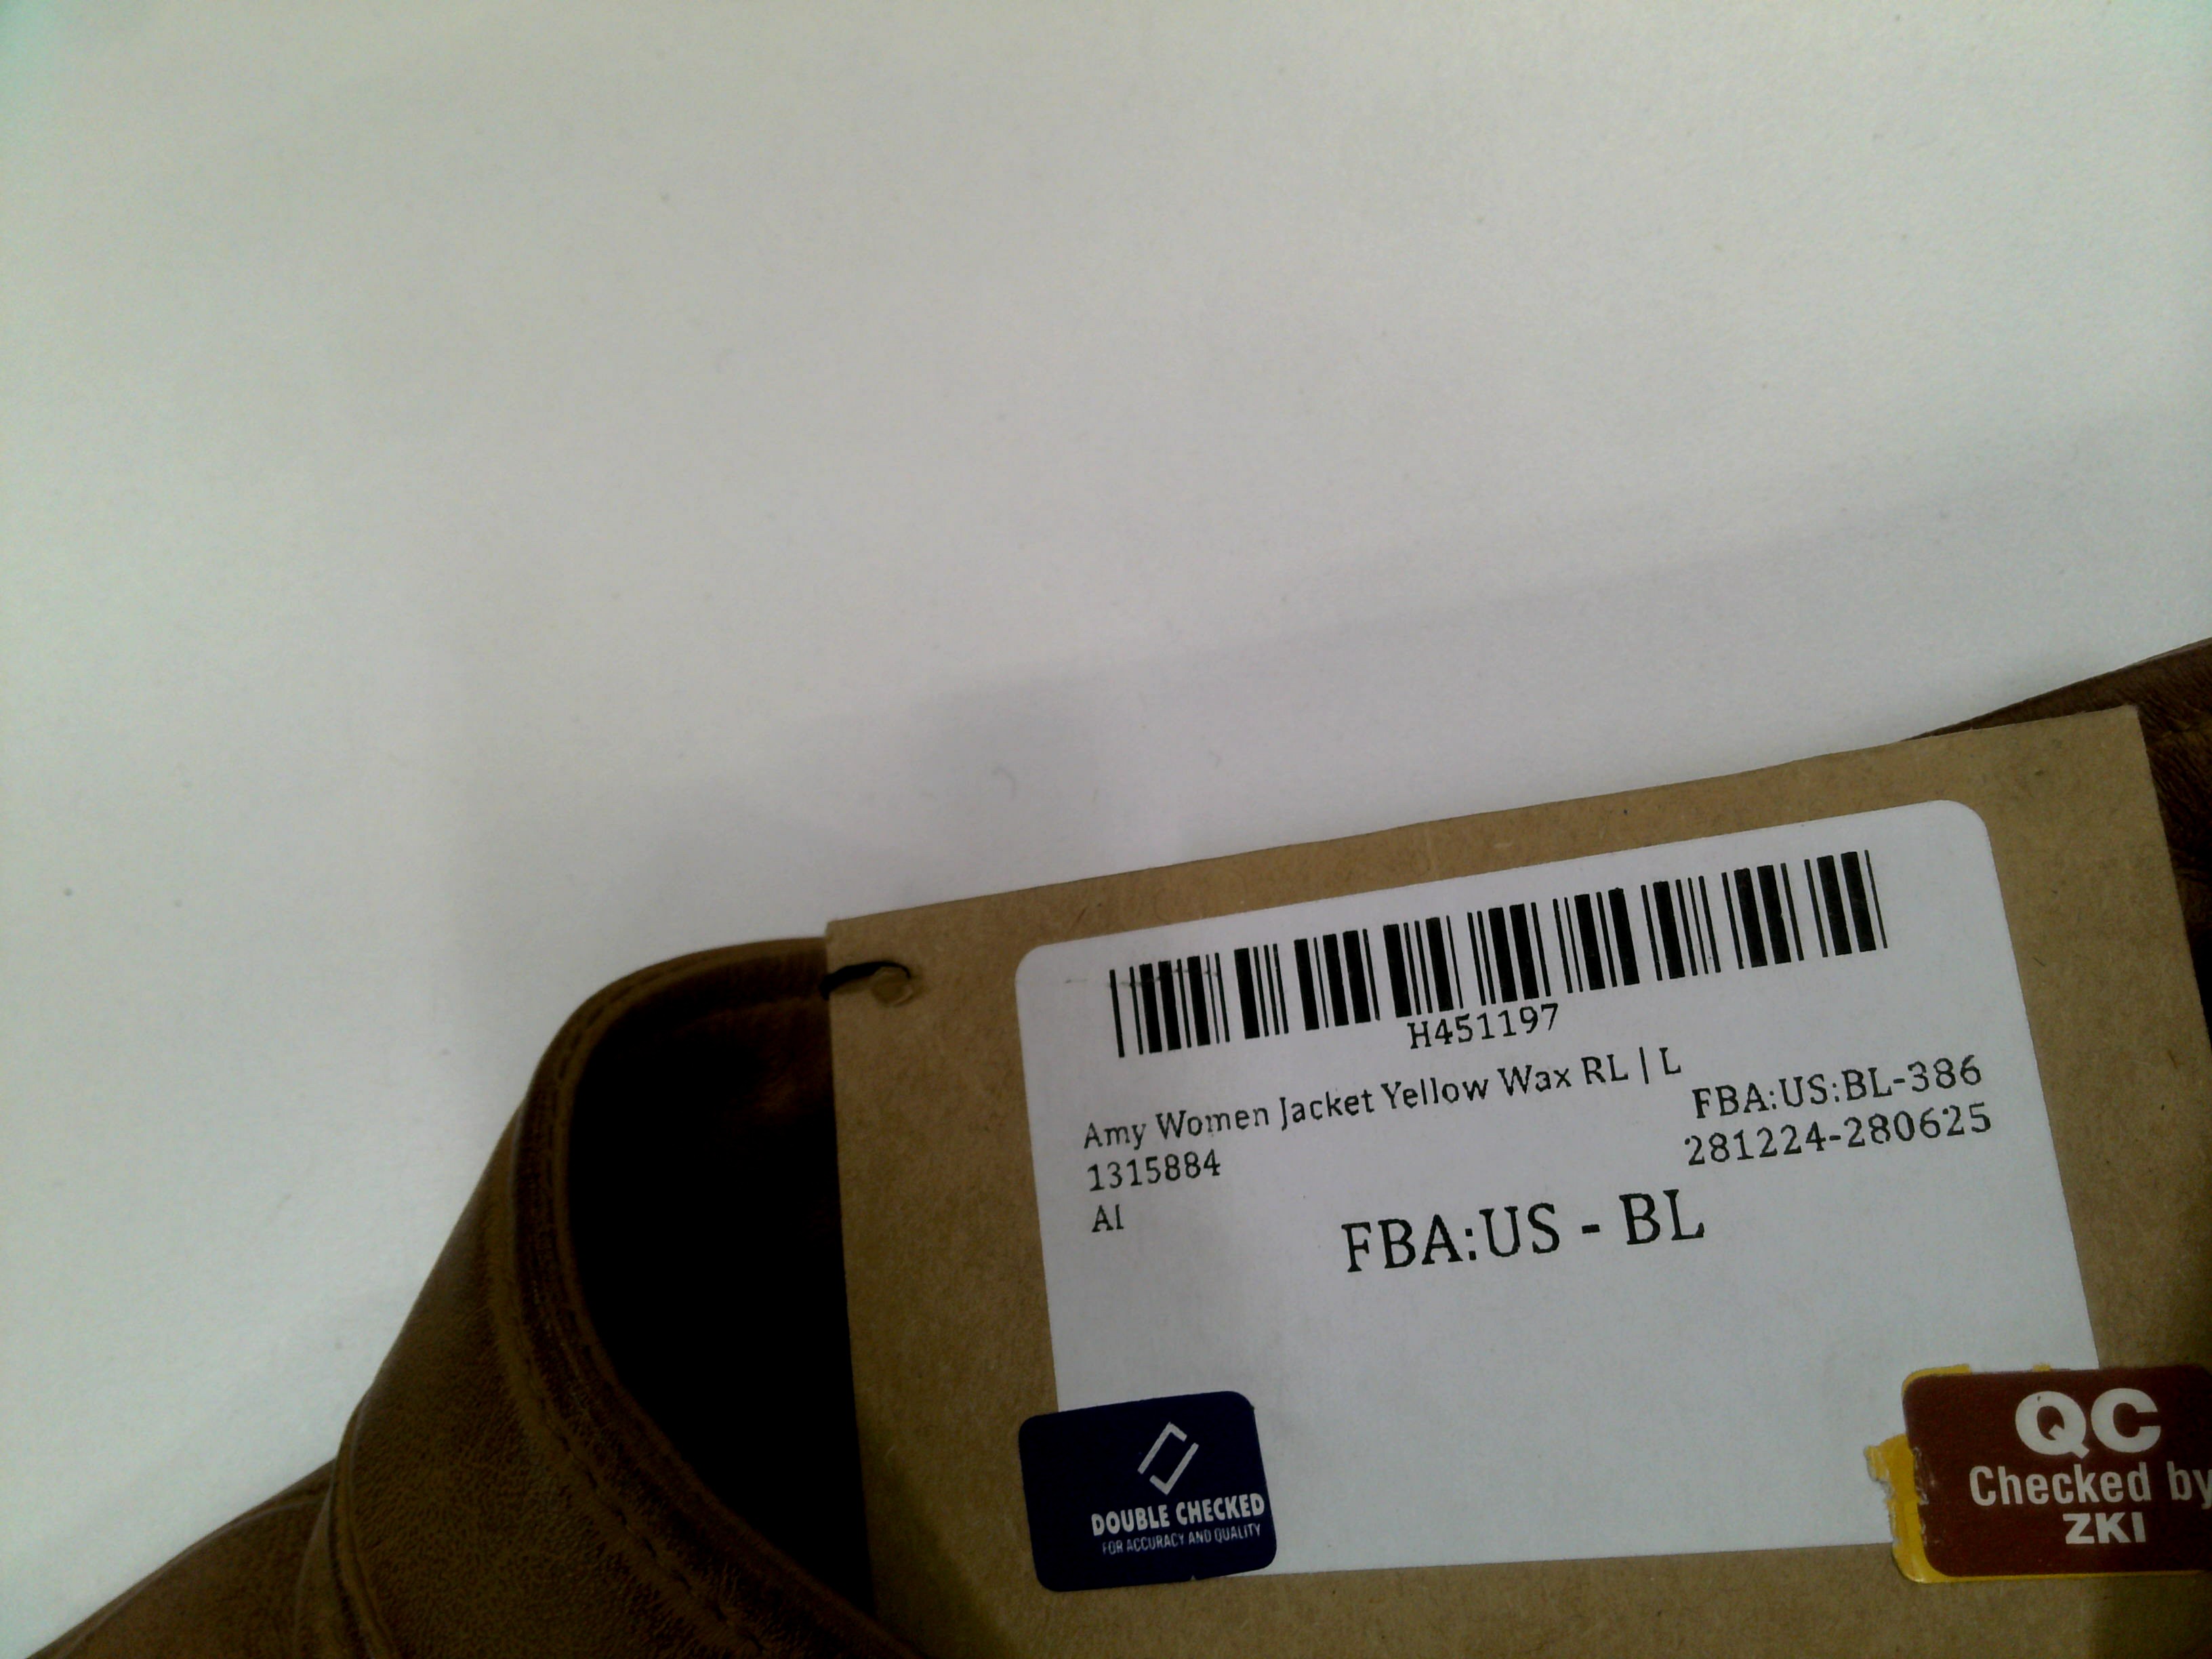 H451197
Amy Women Jacket Yellow Wax RL | L
FBA:US:BL-386
1315884
281224-280625
AI
FBA:US - BL
DOUBLE CHECKED
FOR ACCURACY AND QUALITY
QC
Checked by
ZKI